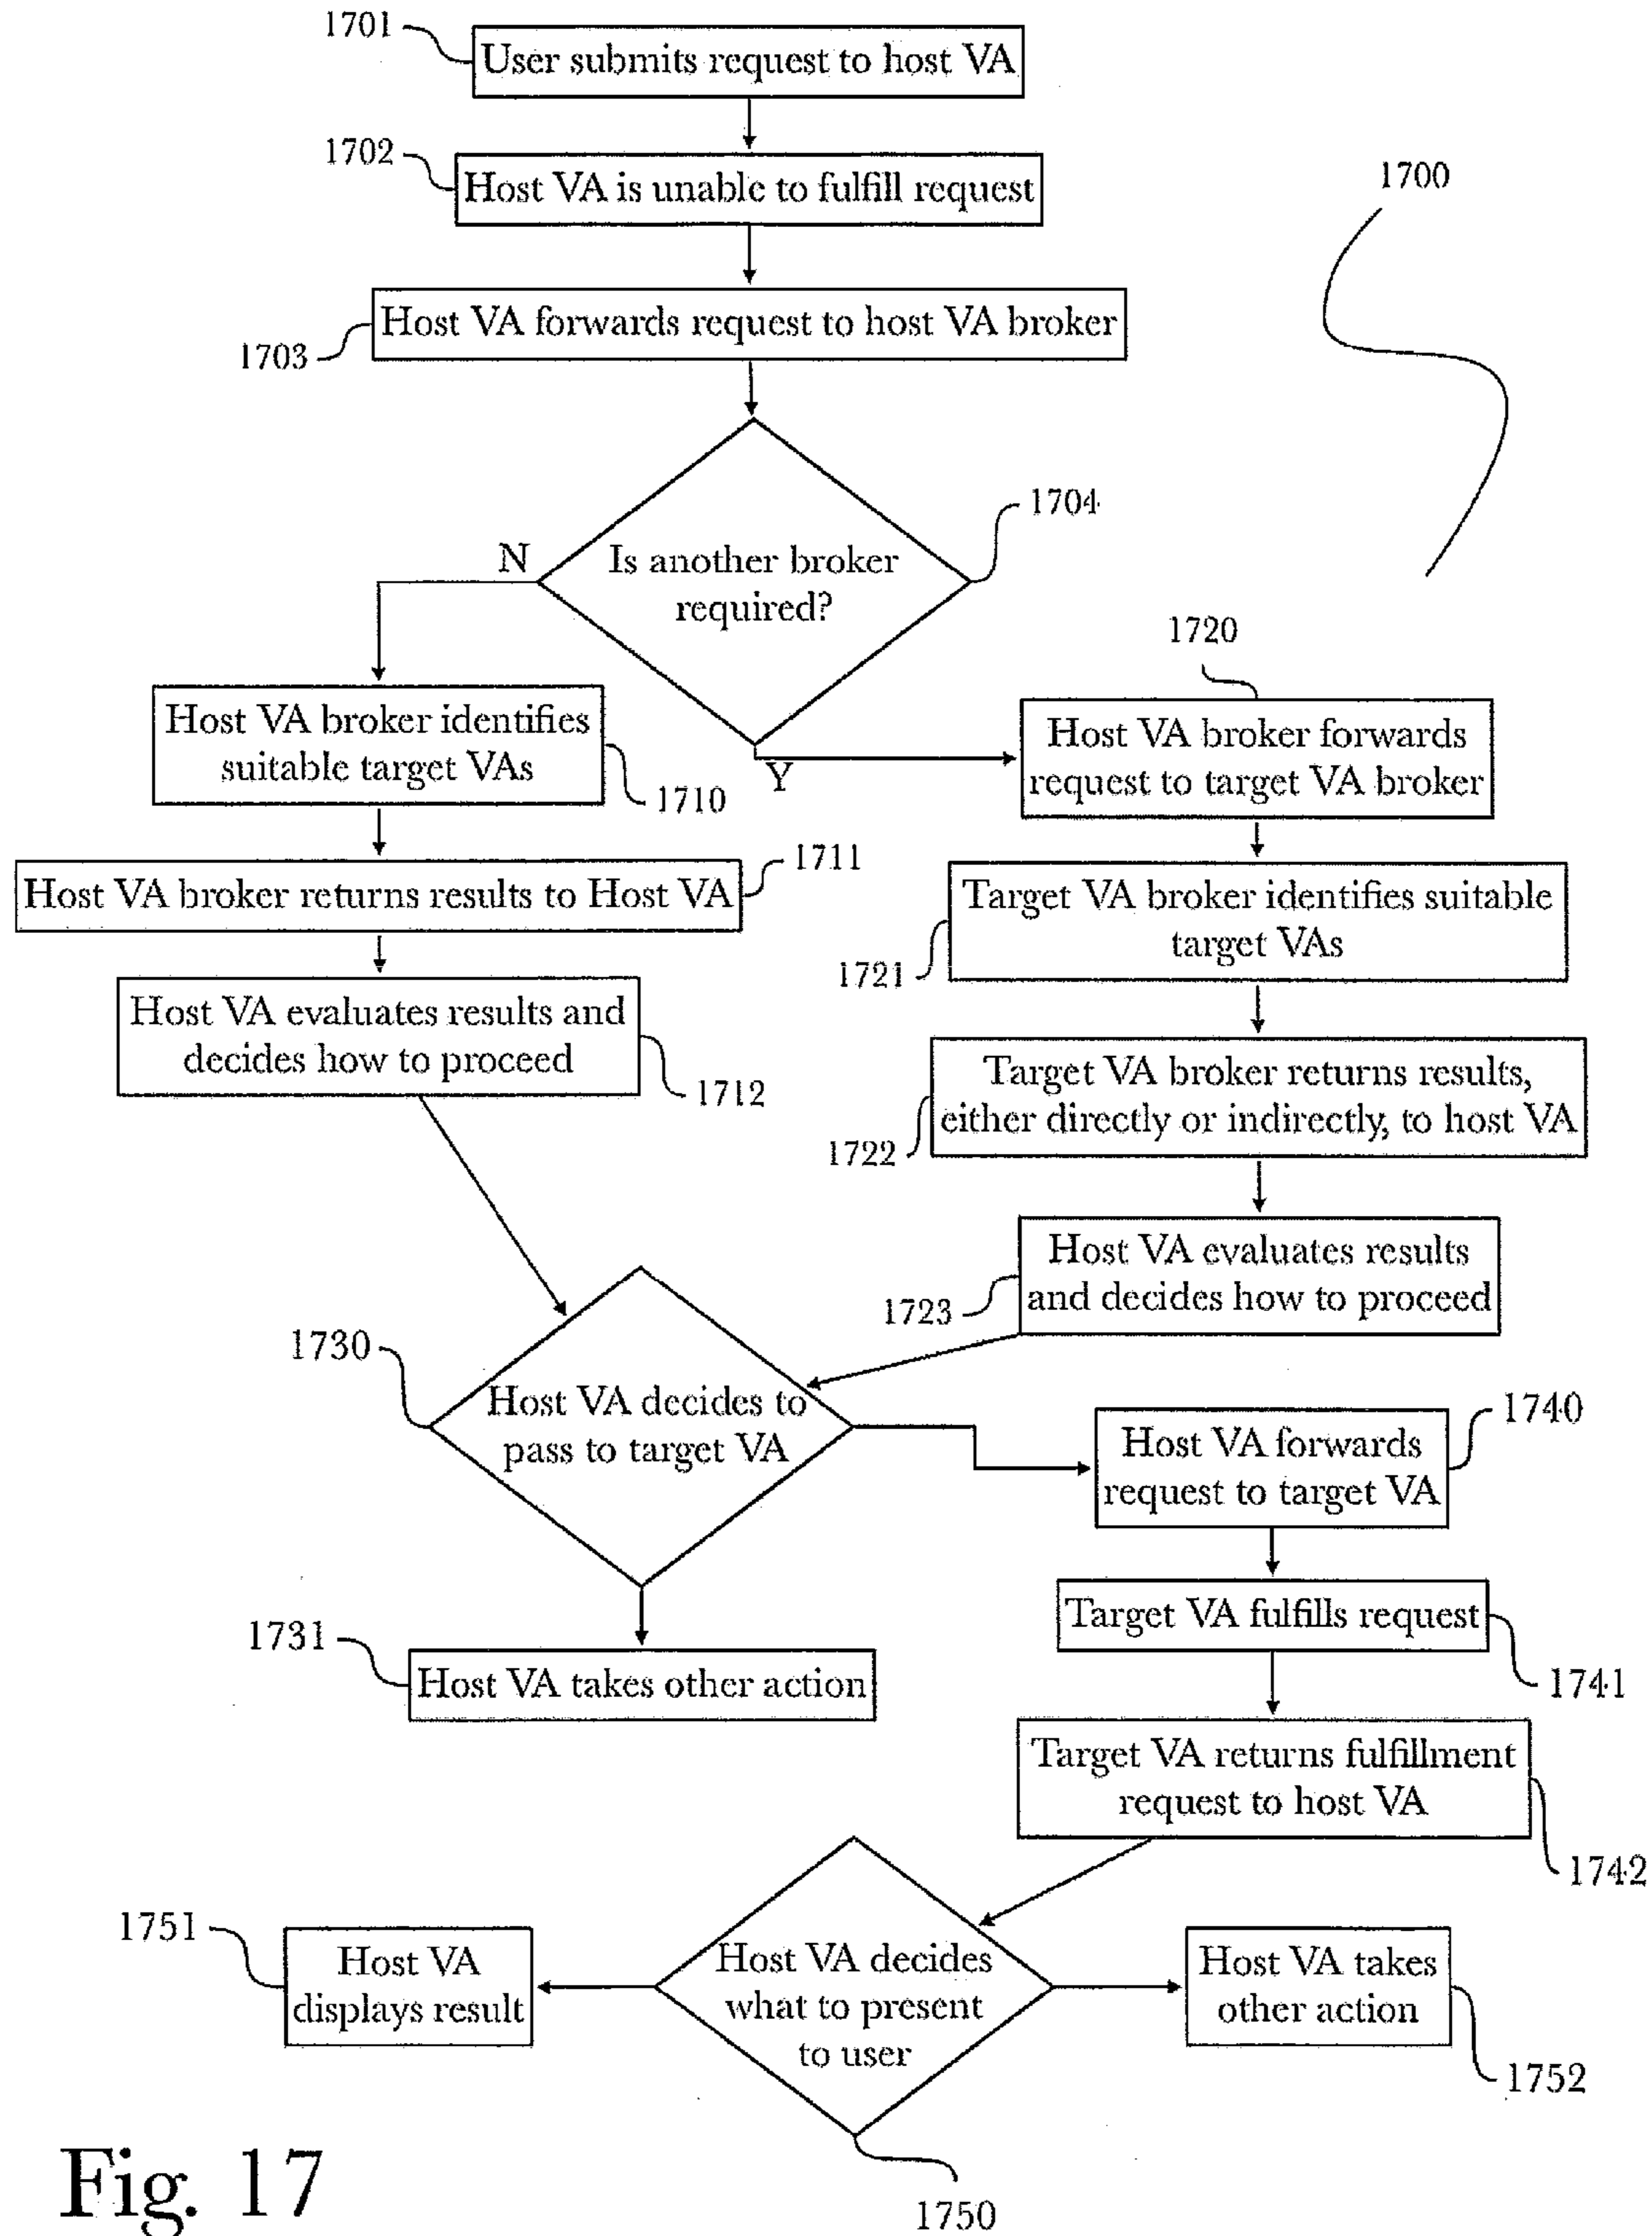 1701
User submits request to host VA
1702
Host VA is unable to fulfill request
1700
Host VA forwards request to host VA broker
1703
1704
N
Is another broker
required?
1720
Host VA broker identifies
suitable target VAs
1710
Y
Host VA broker forwards
request to target VA broker
1711
Host VA broker returns results to Host VA
Target VA broker identifies suitable
target VAs
1721
Host VA evaluates results and
decides how to proceed
1712
Target VA broker returns results,
either directly or indirectly, to host VA
1722
Host VA evaluates results
and decides how to proceed
1723
1730
Host VA decides to
pass to target VA
1740
Host VA forwards
request to target VA
1731
Host VA takes other action
Target VA fulfills request
1741
Target VA returns fulfillment
request to host VA
1742
1751
Host VA
displays result
Host VA decides
what to present
to user
Host VA takes
other action
1752
1750
Fig. 17